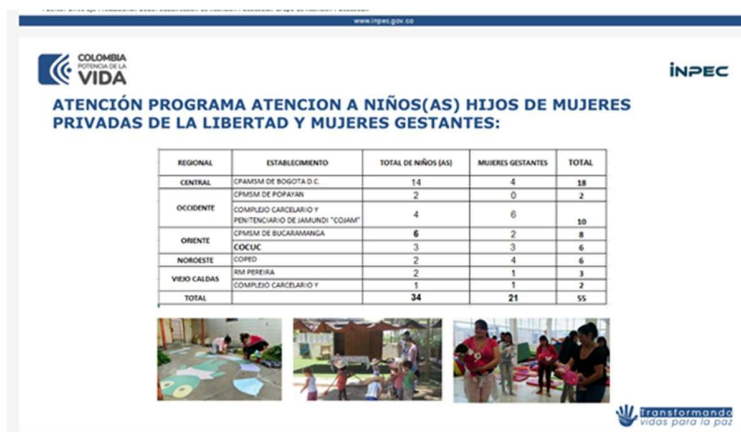 www.inpec.gov.co
COLOMBIA
POTENCIA DE LA
VIDA
INPEC
ATENCIÓN PROGRAMA ATENCION A NIÑOS(AS) HIJOS DE MUJERES
PRIVADAS DE LA LIBERTAD Y MUJERES GESTANTES:
REGIONAL ESTABLECIMIENTO TOTAL DE NIÑOS (AS) MUJERES GESTANTES TOTAL
CENTRAL CPAMSM DE BOGOTA D.C. 14 4 18
OCCIDENTE CPMSM DE POPAYAN 2 0 2
COMPLEJO CARCELARIO Y
PENITENCIARIO DE JAMUNDI "COJAM" 4 6 10
ORIENTE CPMSM DE BUCARAMANGA 6 2 8
COCUC 3 3 6
NOROESTE COPED 2 4 6
VIEJO CALDAS RM PEREIRA 2 1 3
COMPLEJO CARCELARIO Y 1 1 2
TOTAL 34 21 55
Transformando
vidas para la paz